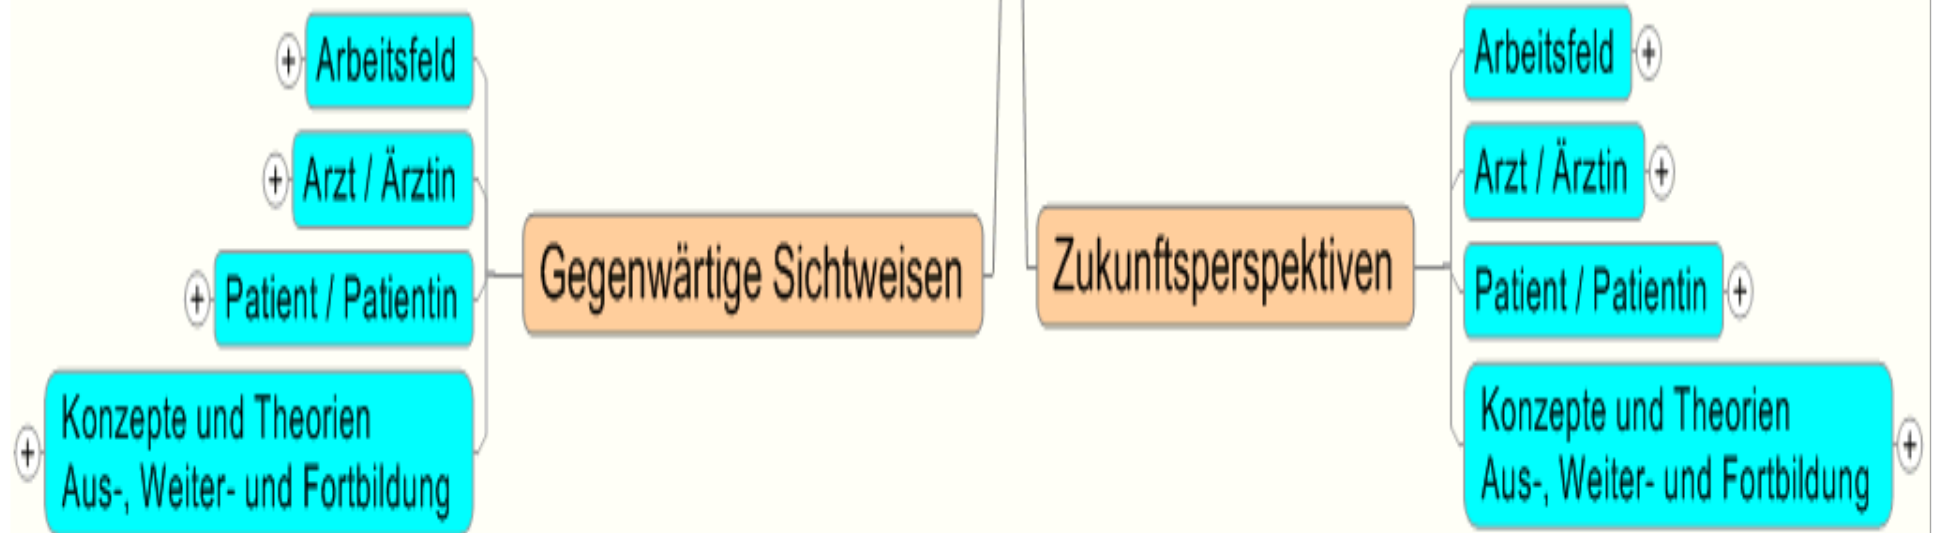 Arbeitsfeld
Arzt / Ärztin
Patient / Patientin
Konzepte und Theorien
Aus-, Weiter- und Fortbildung
Gegenwärtige Sichtweisen
Zukunftsperspektiven
Arbeitsfeld
Arzt / Ärztin
Patient / Patientin
Konzepte und Theorien
Aus-, Weiter- und Fortbildung